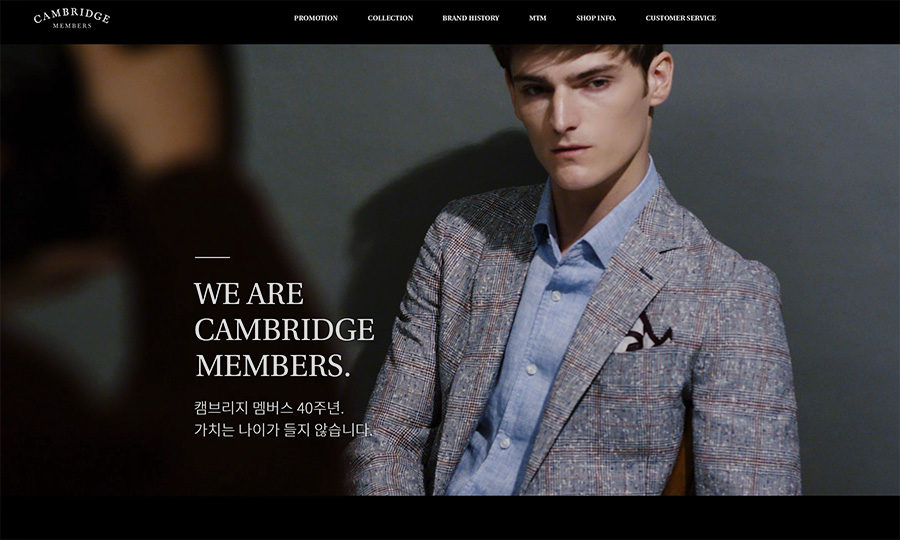 CAMBRIDGE
MEMBERS
PROMOTION COLLECTION BRAND HISTORY MTM SHOP INFO. CUSTOMER SERVICE
WE ARE
CAMBRIDGE
MEMBERS.
캠브리지 멤버스 40주년.
가치는 나이가 들지 않습니다.